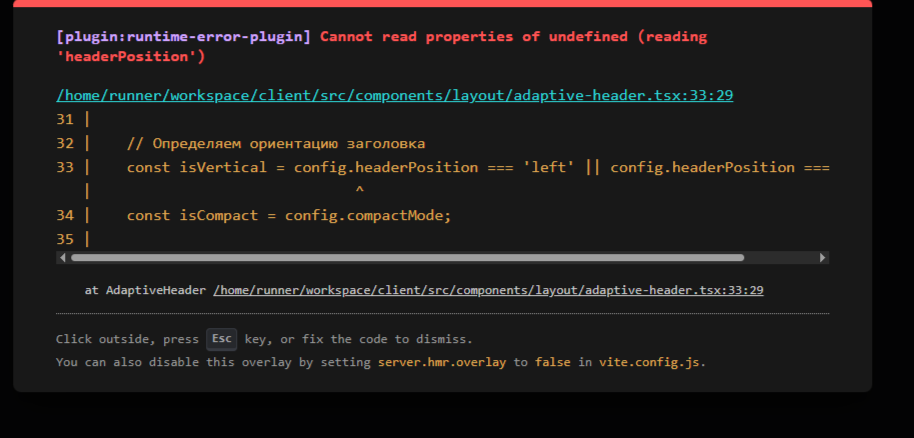 [plugin:runtime-error-plugin] Cannot read properties of undefined (reading
'headerPosition')
/home/runner/workspace/client/src/components/layout/adaptive-header.tsx:33:29
31 |
32 |    // Определяем ориентацию заголовка
33 |    const isVertical = config.headerPosition === 'left' || config.headerPosition ===
   |                             ^
34 |    const isCompact = config.compactMode;
35 |
at AdaptiveHeader /home/runner/workspace/client/src/components/layout/adaptive-header.tsx:33:29
Click outside, press Esc key, or fix the code to dismiss.
You can also disable this overlay by setting server.hmr.overlay to false in vite.config.js.